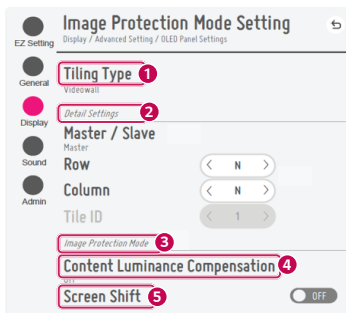 Image Protection Mode Setting
Display / Advanced Setting / OLED Panel Settings
EZ Setting
General
Display
Sound
Admin
Tiling Type 1
Videowall
Detail Settings 2
Master / Slave
Master
Row < N >
Column < N >
Tile ID < 1 >
Image Protection Mode 3
Content Luminance Compensation 4
Off
Screen Shift 5
OFF